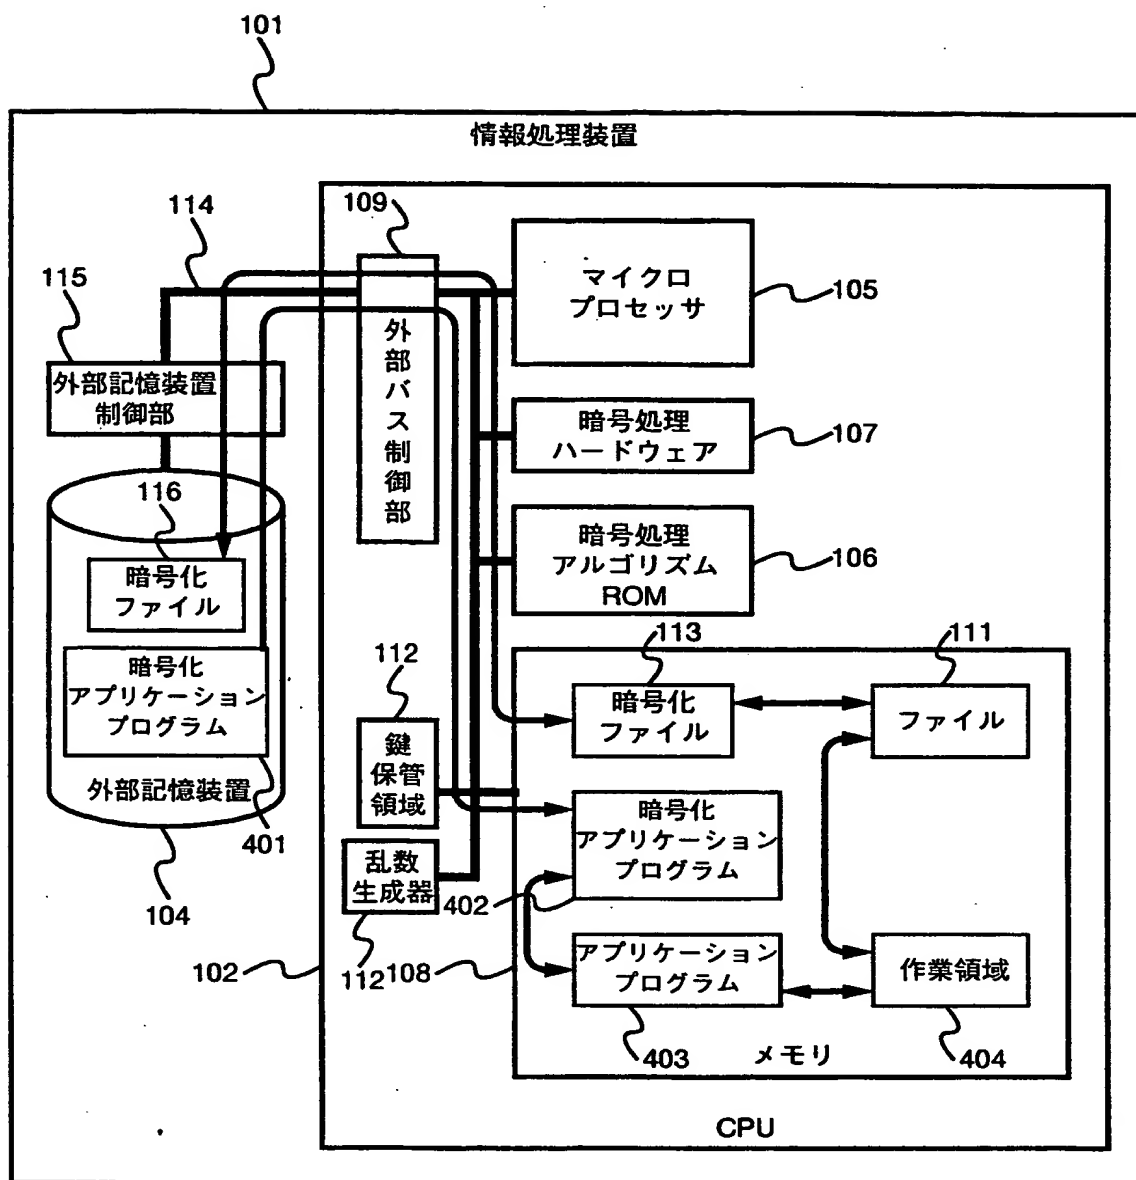 101
情報処理装置
114
109
115
マイクロ
プロセッサ
105
外部バス制御部
外部記憶装置
制御部
暗号処理
ハードウェア
107
116
暗号化
ファイル
暗号処理
アルゴリズム
ROM
106
113
111
112
暗号化
アプリケーション
プログラム
暗号化
ファイル
ファイル
鍵
保管
領域
外部記憶装置
401
暗号化
アプリケーション
プログラム
乱数
生成器
402
104
アプリケーション
プログラム
作業領域
102
112
108
403
メモリ
404
CPU